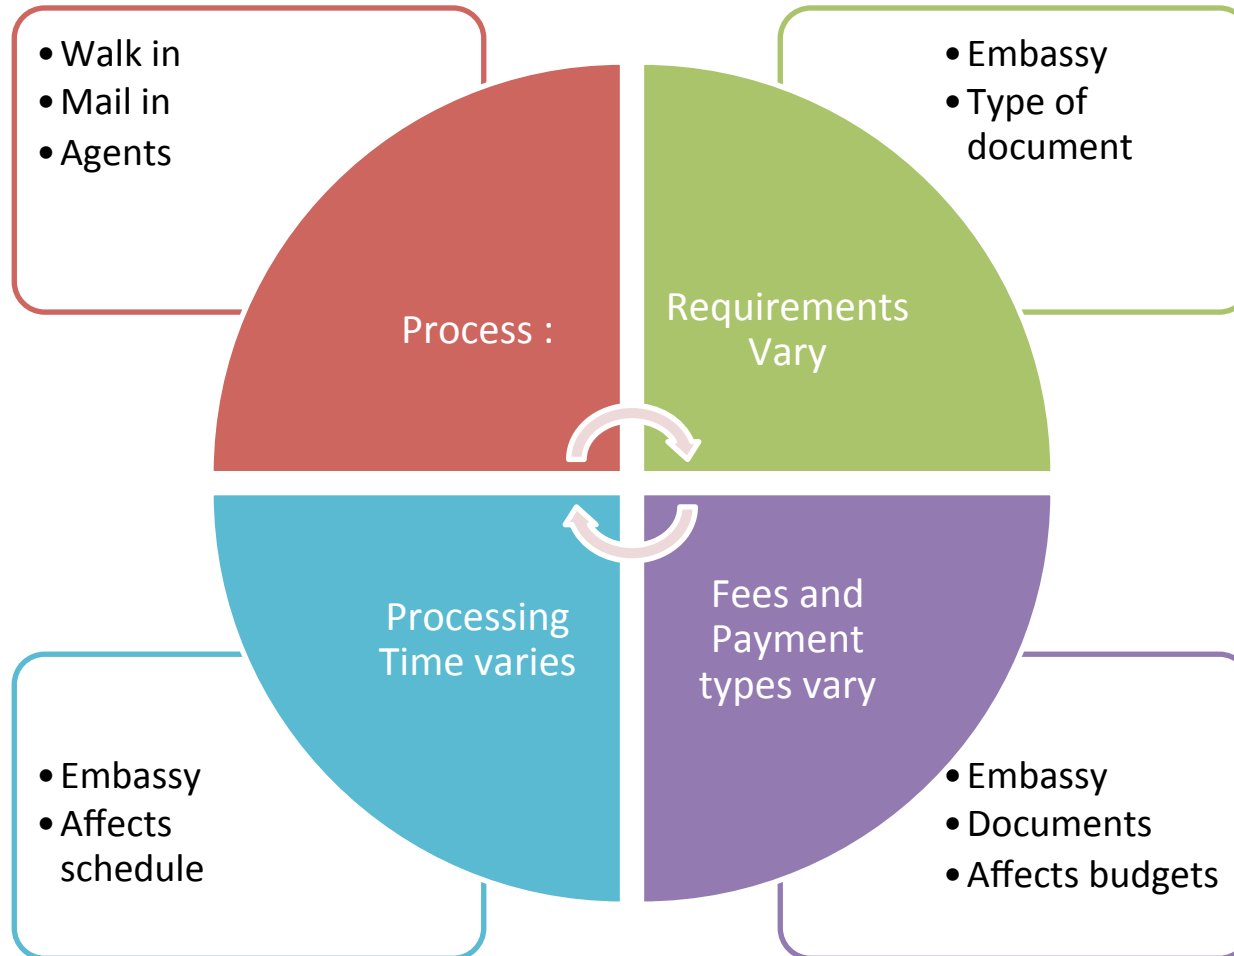 • Walk in
• Mail in
• Agents
• Embassy
• Type of
document
Process :
Requirements
Vary
Processing
Time varies
Fees and
Payment
types vary
• Embassy
• Affects
schedule
• Embassy
• Documents
• Affects budgets